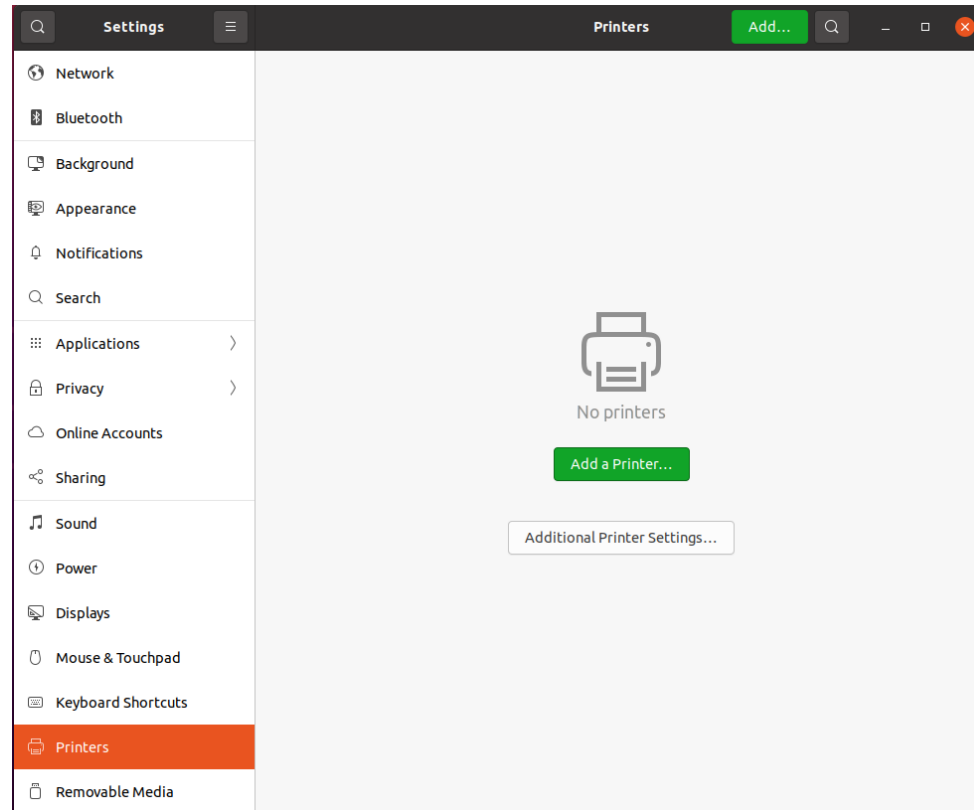 Settings
Printers
Add...
Network
Bluetooth
Background
Appearance
Notifications
Search
Applications
Privacy
Online Accounts
Sharing
Sound
Power
Displays
Mouse & Touchpad
Keyboard Shortcuts
Printers
Removable Media
No printers
Add a Printer...
Additional Printer Settings...